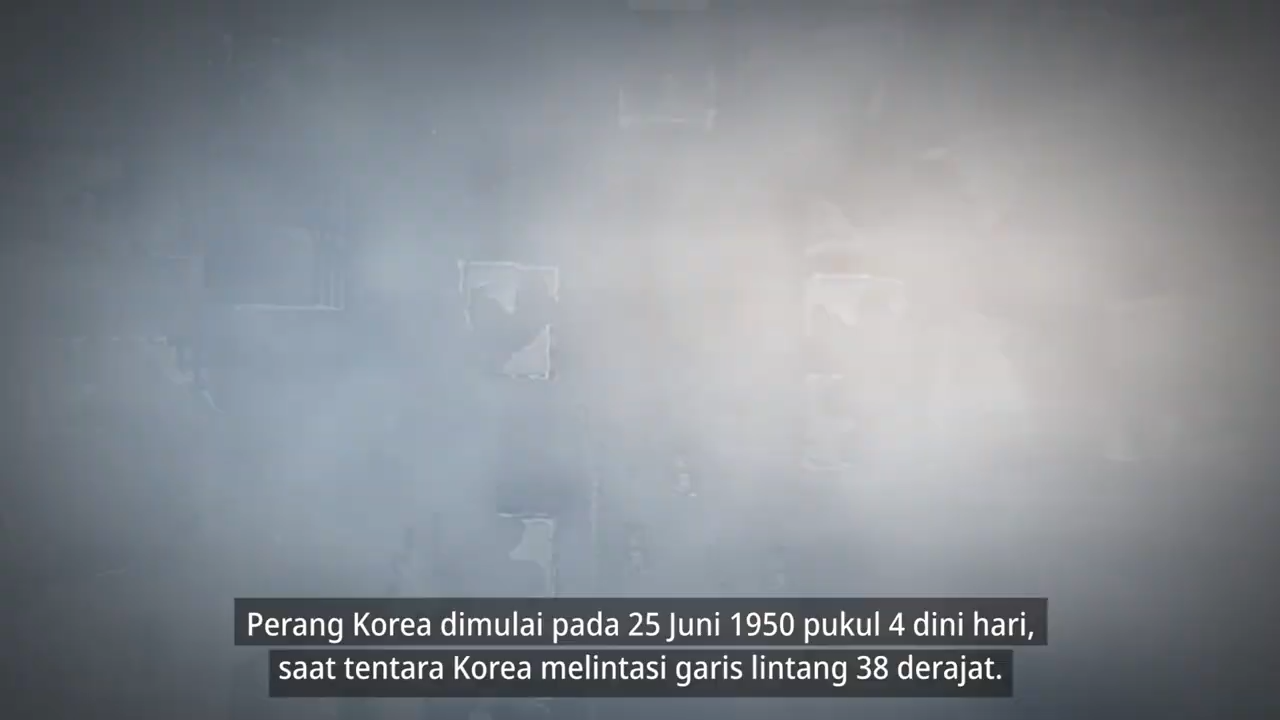 Perang Korea dimulai pada 25 Juni 1950 pukul 4 dini hari,
saat tentara Korea melintasi garis lintang 38 derajat.